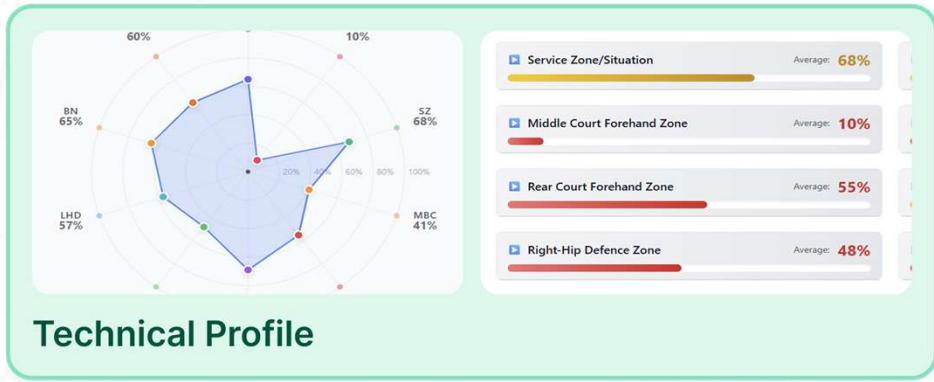 60%
10%
BN
65%
SZ
68%
20%
40%
60%
80%
100%
LHD
57%
MBC
41%
Service Zone/Situation
Average: 68%
Middle Court Forehand Zone
Average: 10%
Rear Court Forehand Zone
Average: 55%
Right-Hip Defence Zone
Average: 48%
Technical Profile